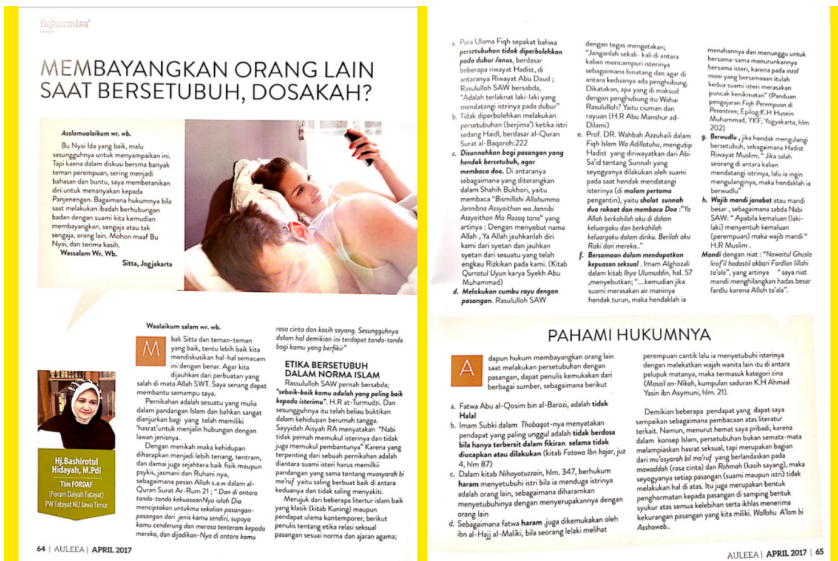 fiqhunnisa'
MEMBAYANGKAN ORANG LAIN
SAAT BERSETUBUH, DOSAKAH?
Asslamualaikum wr. wb.
Bu Nyai Ida yang baik, malu
sesungguhnya untuk menyampaikan ini.
Tapi karena dalam diskusi bersma banyak
teman perempuan, sering menjadi
bahasan dan buntu, saya memberanikan
diri untuk menanyakan kepada
Panjenengan. Bagaimana hukumnya bila
saat melakukan ibadah berhubungan
badan dengan suami kita kemudian
membayangkan, sengaja atau tak
sengaja, orang lain. Mohon maaf Bu
Nyai, dan terima kasih.
Wassalam Wr. Wb.
Sitta, Jogjakarta
Waalaikum salam wr. wb.
Mbak Sitta dan teman-teman
yang baik, tentu lebih baik kita
mendiskusikan hal-hal semacam
ini dengan benar. Agar kita
dijauhkan dari perbuatan yang
salah di mata Allah SWT. Saya senang dapat
membantu semampu saya.
Pernikahan adalah sesuatu yang mulia
dalam pandangan Islam dan bahkan sangat
dianjurkan bagi yang telah memiliki
'hasrat'untuk menjalin hubungan dengan
lawan jenisnya.
Dengan menikah maka kehidupan
diharapkan menjadi lebih tenang, tentram,
dan damai juga sejahtera baik fisik maupun
psykis, jasmani dan Ruhani nya,
sebagaimana pesan Allah s.a.w dalam al-
Quran Surat Ar-Rum 21 ; " Dan di antara
tanda-tanda kekuasaanNya ialah Dia
menciptakan untukmu sekalian pasangan-
pasangan dari jenis kamu sendiri, supaya
kamu cenderung dan merasa tenteram kepada
mereka, dan dijadikan-Nya di antara kamu
Hj.Bashirotul
Hidayah, M.Pdi
Tim FORDAF
(Forum Daiyah Fatayat)
PW Fatayat NU Jawa Timur
rasa cinta dan kasih sayang. Sesungguhnya
dalam hal demikian ini terdapat tanda-tanda
bagi kamu yang berfikir"
ETIKA BERSETUBUH
DALAM NORMA ISLAM
Rassulullah SAW pernah bersabda;
"sebaik-baik kamu adalah yang paling baik
kepada isterimu". H.R at-Turmudzi. Dan
sesungguhnya itu telah beliau buktikan
dalam kehidupan berumah tangga.
Sayyidah Aisyah RA menyatakan "Nabi
tidak pernah memukul isterinya dan tidak
juga memukul pembantunya" Karena yang
terpenting dari sebuah pernikahan adalah
diantara suami isteri harus memilki
pandangan yang sama tentang muasyarah bi
ma'ruf yaitu saling berbuat baik di antara
keduanya dan tidak saling menyakiti.
Merujuk dari beberapa litertur islam baik
yang klasik (kitab Kuning) maupun
pendapat ulama kontemporer, berikut
penulis tentang etika relasi seksual
pasangan sesuai norma dan ajaran agama;
64 | AULEEA | APRIL 2017
a. Para Ulama Fiqh sepakat bahwa
persetubuhan tidak diperbolehkan
pada dubur /anus, berdasar
beberapa riwayat Hadist, di
antaranya Riwayat Abu Daud ;
Rasulullah SAW bersabda,
"Adalah terlaknat laki-laki yang
mendatangi istrinya pada dubur"
b. Tidak diperbolehkan melakukan
persetubuhan (berjima') ketika istri
sedang Haidl, berdasar al-Quran
Surat al-Baqoroh:222
c. Disunnahkan bagi pasangan yang
hendak bersetubuh, agar
membaca doa. Di antaranya
sebagaimana yang diterangkan
dalam Shahih Bukhori, yaitu
membaca "Bismillahi Allohumma
Jannibna Assyaithon wa Jannibi
Assyaithon Ma Razaq tana" yang
artinya : Dengan menyebut nama
Allah , Ya Allah jauhkanlah diri
kami dari syetan dan jauhkan
syetan dari sesuatu yang telah
engkau Rizkikan pada kami. (Kitab
Qurrotul Uyun karya Syekh Abu
Muhammad)
d. Melakukan cumbu rayu dengan
pasangan. Rasulullah SAW
dengan tegas mengatakan;
"Janganlah sekali- kali di antara
kalian mencampuri isterinya
sebagaimana hinatang dan agar di
antara keduanya ada penghubung.
Dikatakan, apa yang di maksud
dengan penghubung itu Wahai
Rasulullah? Yaitu ciuman dan
rayuan (H.R Abu Manshur ad-
Dilami)
e. Prof. DR. Wahbah Azzuhaili dalam
Fiqh Islam Wa Adillatuhu, mengutip
Hadist yang diriwayatkan dari Abi
Sa'id tentang Sunnah yang
seyogyanya dilakukan oleh suami
pada saat hendak mendatangi
isterinya (di malam pertama
pengantin), yaitu sholat sunnah
dua rokaat dan membaca Doa :"Ya
Allah berkahilah aku di dalam
keluargaku dan berkahilah
keluargaku dalam diriku. Berilah aku
Rizki dari mereka.."
f. Bersamaan dalam mendapatkan
kepuasan seksual . Imam Alghozali
dalam kitab Ihya Ulumuddin, hal. 57
,menyebutkan; "....kemudian jika
suami merasakan air maninya
hendak turun, maka hendaklah ia
menahannya dan menunggu untuk
bersama-sama menurunkannya
bersama isteri, karena pada inzal
mani yang bersamaan itulah
kedua suami isteri merasakan
puncak kenikmatan" (Panduan
pengajaran Fiqh Perempuan di
Pesantren; Epilog:K.H Husein
Muhammad, YKF, Yogyakarta, hlm
202)
g. Berwudlu , jika hendak mengulangi
bersetubuh, sebagaimana Hadist
Riwayat Muslim; " Jika salah
seorang di antara kalian
mendatangi istrinya, lalu ia ingin
mengulanginya, maka hendaklah ia
berwudlu"
h. Wajib mandi janabat atau mandi
besar , sebagaimana sabda Nabi
SAW: " Apabila kemaluan (laki-
laki) menyentuh kemaluan
(perempuan) maka wajib mandi "
H.R Muslim .
Mandi dengan niat : "Nawaitul Ghusla
liraf'il hadastil akbari Fardlon lillahi
ta'ala", yang artinya " saya niat
mandi menghilangkan hadas besar
fardlu karena Alloh ta'ala".
PAHAMI HUKUMNYA
Adapun hukum membayangkan orang lain
saat melakukan persetubuhan dengan
pasangan, dapat penulis kemukakan dari
berbagai sumber, sebagaimana berikut
a. Fatwa Abu al-Qosim bin al-Barozi, adalah tidak
Halal
b. Imam Subki dalam Thobaqot-nya menyatakan
pendapat yang paling unggul adalah tidak berdosa
bila hanya terbersit dalam fikiran selama tidak
diucapkan atau dilakukan (kitab Fatawa Ibn hajar, juz
4, hlm 87)
c. Dalam kitab Nihayatuzain, hlm. 347, berhukum
haram menyetubuhi istri bila ia menduga istrinya
adalah orang lain, sebagaimana diharamkan
menyetubuhinya dengan menyerupakannya dengan
orang lain
d. Sebagaimana fatwa haram ,juga dikemukakan oleh
ibn al-Hajj al-Maliki, bila seorang lelaki melihat
perempuan cantik lalu ia menyetubuhi isterinya
dengan melekatkan wajah wanita lain itu di antara
pelupuk matanya, maka termasuk kategori zina
(Masail an-Nikah, kumpulan saduran K.H Ahmad
Yasin ibn Asymuni, hlm. 21).
Demikian beberapa pendapat yang dapat saya
sampaikan sebagaimana pembacaan atas literatur
terkait. Namun, menurut hemat saya pribadi, karena
dalam konsep Islam, persetubuhan bukan semata-mata
melampiaskan hasrat seksual, tapi merupakan bagian
dari mu'asyarah bil ma'ruf yang berlandaskan pada
mawaddah (rasa cinta) dan Rahmah (kasih sayang), maka
seyogyanya setiap pasangan (suami maupun istri) tidak
melakukan hal di atas. Itu juga merupakan bentuk
penghormatan kepada pasangan di samping bentuk
syukur atas semua kelebihan serta ikhlas menerima
kekurangan pasangan yang kita miliki. Wallahu A'lam bi
Asshowab..
AULEEA | APRIL 2017 | 65